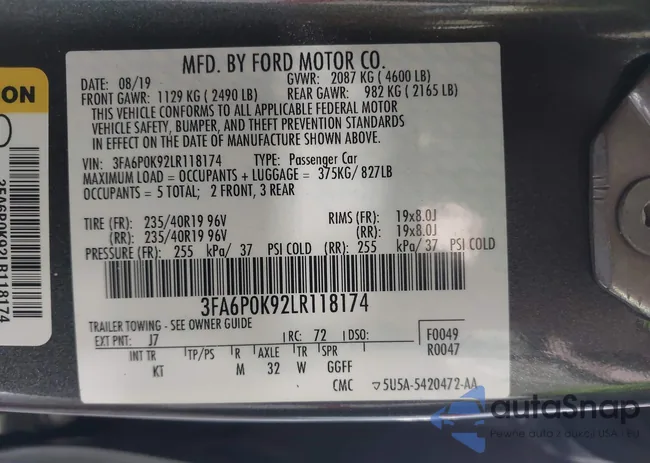 MFD. BY FORD MOTOR CO.
DATE: 08/19 GVWR: 2087 KG (4600 LB)
FRONT GAWR: 1129 KG (2490 LB) REAR GAWR: 982 KG (2165 LB)
THIS VEHICLE CONFORMS TO ALL APPLICABLE FEDERAL MOTOR
VEHICLE SAFETY, BUMPER, AND THEFT PREVENTION STANDARDS
IN EFFECT ON THE DATE OF MANUFACTURE SHOWN ABOVE.
VIN: 3FA6P0K92LR118174 TYPE: Passenger Car
MAXIMUM LOAD = OCCUPANTS + LUGGAGE = 375KG/ 827LB
OCCUPANTS = 5 TOTAL; 2 FRONT, 3 REAR
TIRE (FR): 235/40R19 96V RIMS (FR): 19x8.0J
(RR): 235/40R19 96V (RR): 19x8.0J
PRESSURE (FR): 255 kPa/ 37 PSI COLD (RR): 255 kPa/ 37 PSI COLD
3FA6P0K92LR118174
TRAILER TOWING - SEE OWNER GUIDE
EXT PNT: J7 RC: 72 DSO: F0049
R0047
INT TR TP/PS R AXLE TR SPR
KT M 32 W GGFF
CMC 5U5A-5420472-AA
ON
3FA6P0K92LR118174
autoSnap
Pewne auto z aukcji USA - EU